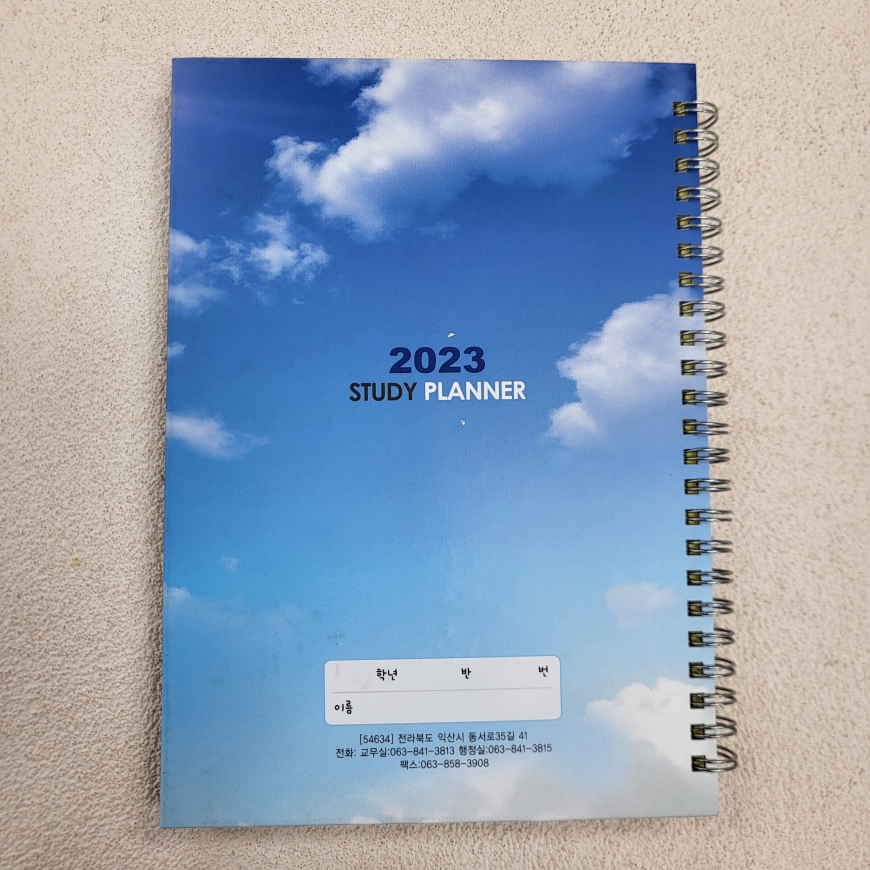 2023
STUDY PLANNER
학년 반 번
이름
[54634] 전라북도 익산시 동서로35길 41
전화: 교무실:063-841-3813 행정실:063-841-3815
팩스:063-858-3908